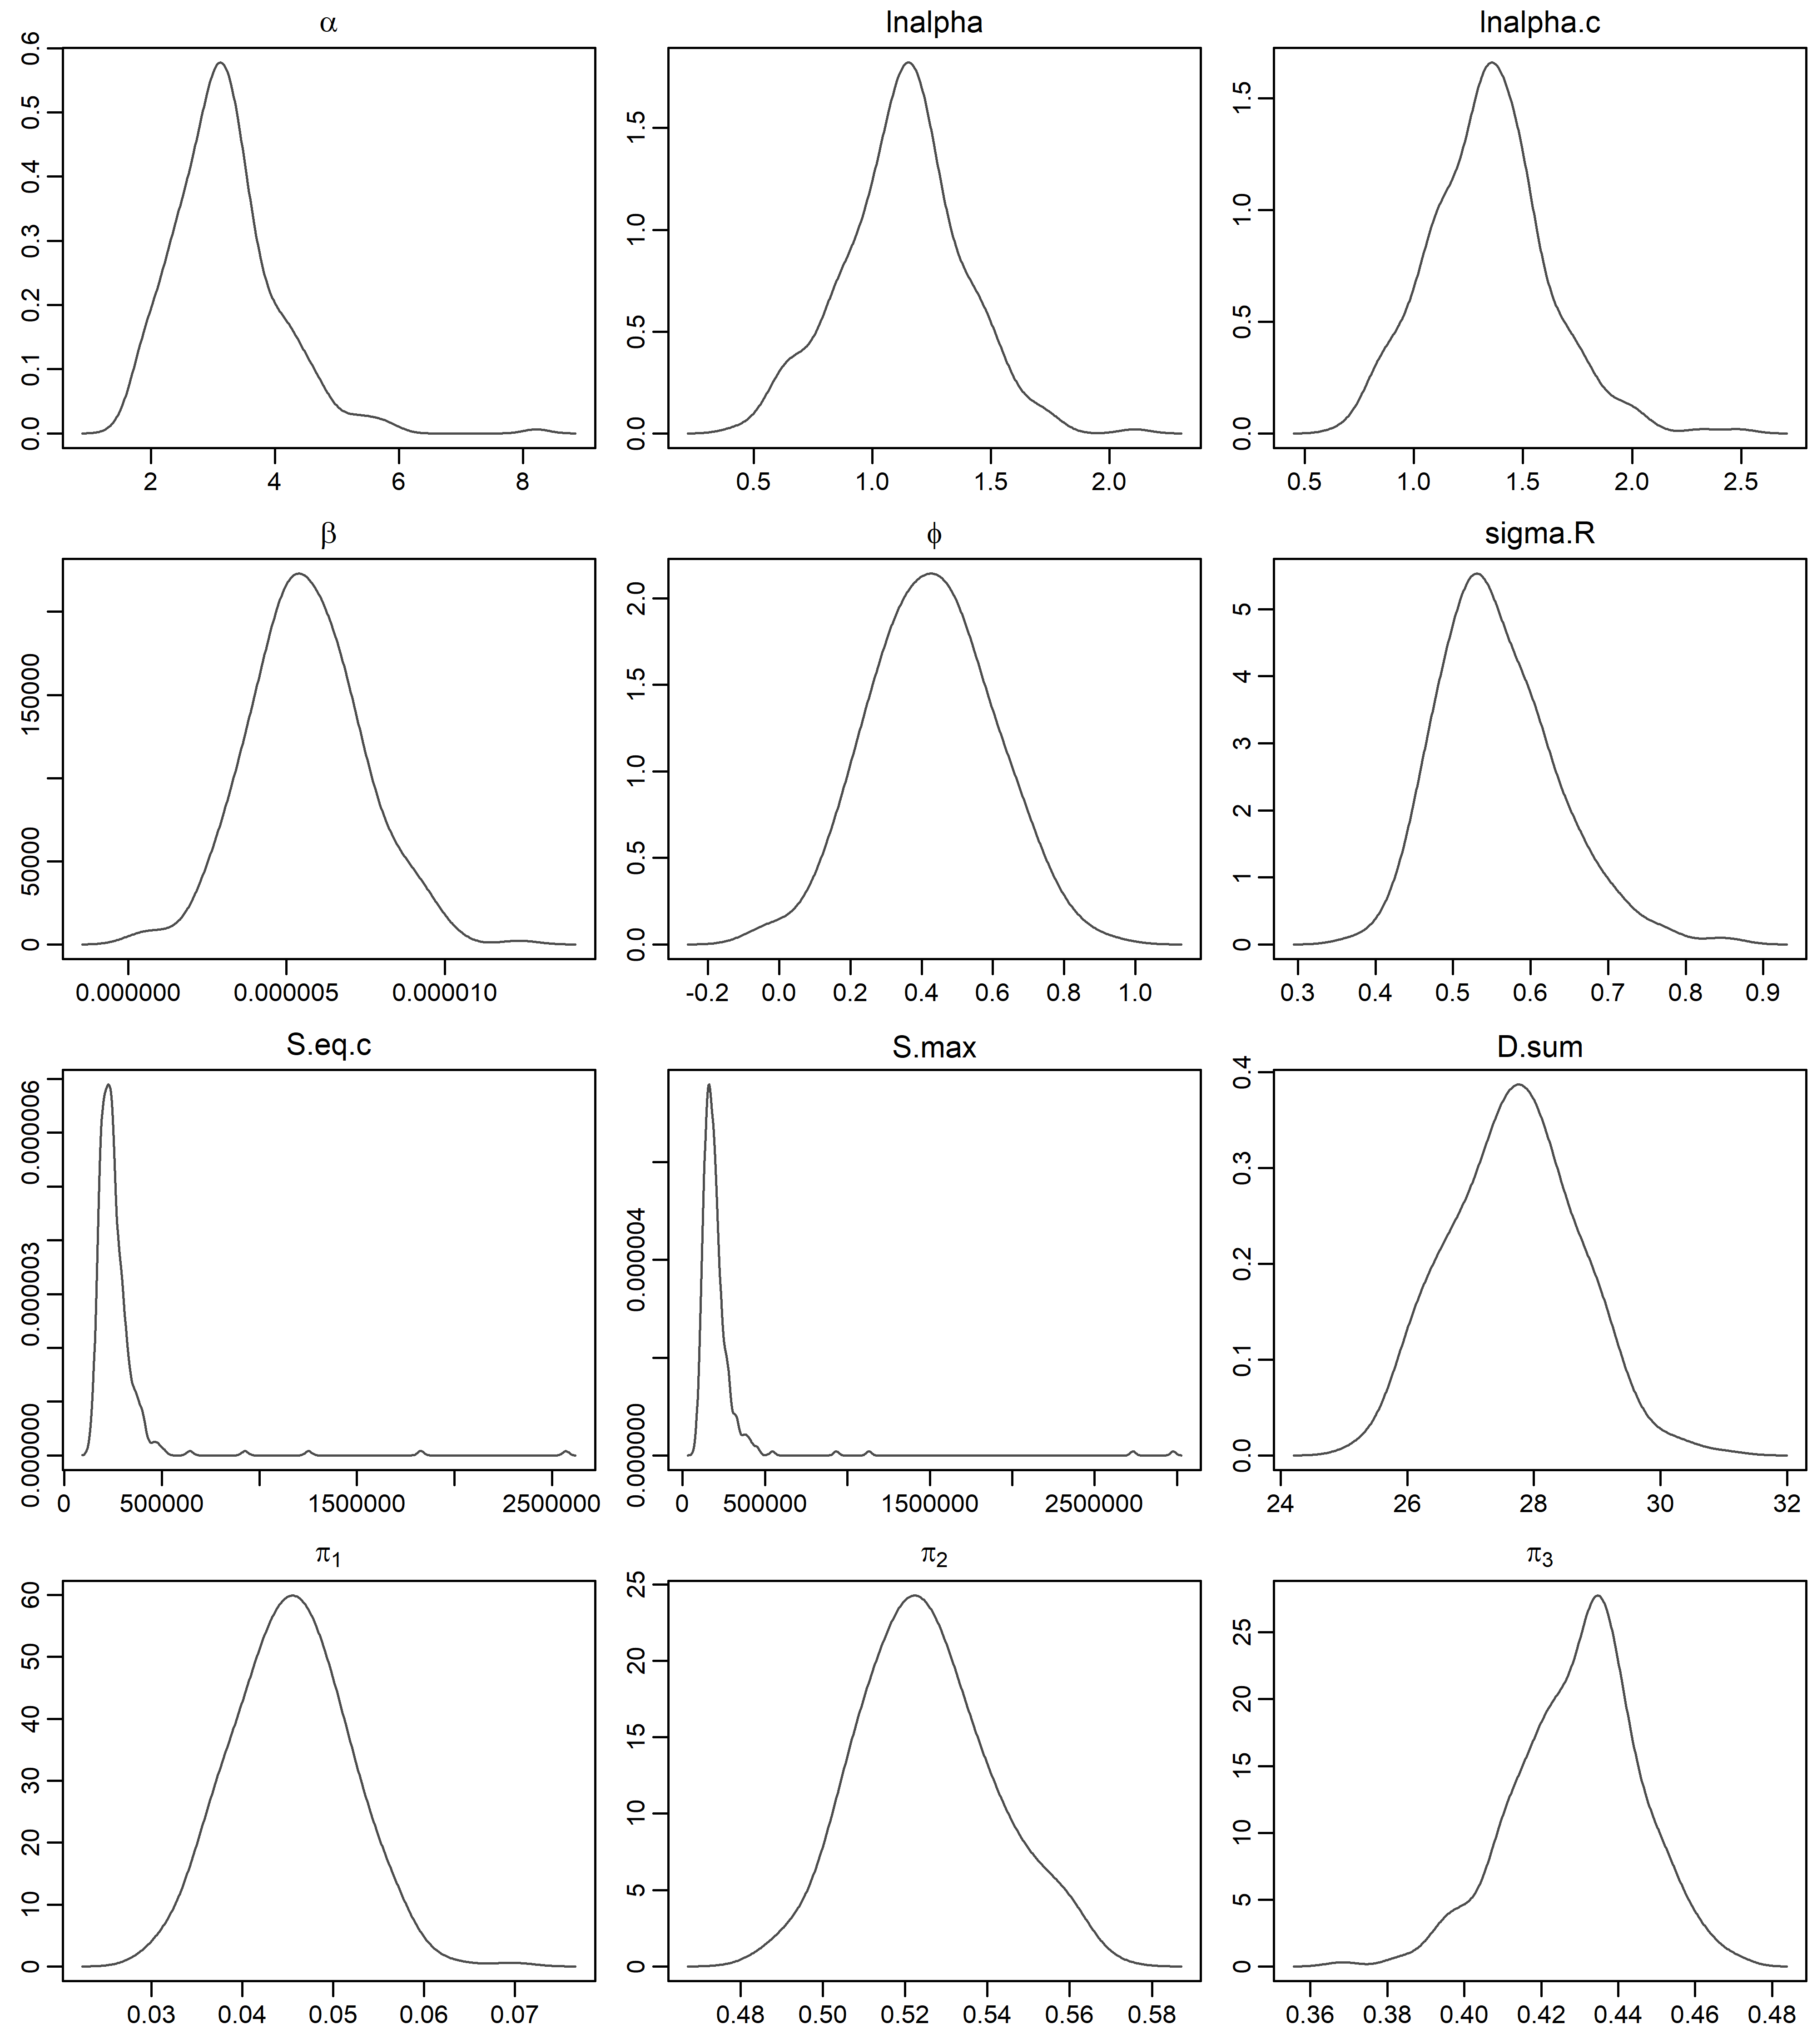 α
0.0 0.1 0.2 0.3 0.4 0.5 0.6
2 4 6 8
lnalpha
0.0 0.5 1.0 1.5
0.5 1.0 1.5 2.0
lnalpha.c
0.0 0.5 1.0 1.5
0.5 1.0 1.5 2.0 2.5
β
0 50000 150000
0.000000 0.000005 0.000010
ϕ
0.0 0.5 1.0 1.5 2.0
-0.2 0.0 0.2 0.4 0.6 0.8 1.0
sigma.R
0 1 2 3 4 5
0.3 0.4 0.5 0.6 0.7 0.8 0.9
S.eq.c
0.000000 0.000003 0.000006
0 500000 1500000 2500000
S.max
0.000000 0.000004
0 500000 1500000 2500000
D.sum
0.0 0.1 0.2 0.3 0.4
24 26 28 30 32
π1
0 10 20 30 40 50 60
0.03 0.04 0.05 0.06 0.07
π2
0 5 10 15 20 25
0.48 0.50 0.52 0.54 0.56 0.58
π3
0 5 10 15 20 25
0.36 0.38 0.40 0.42 0.44 0.46 0.48